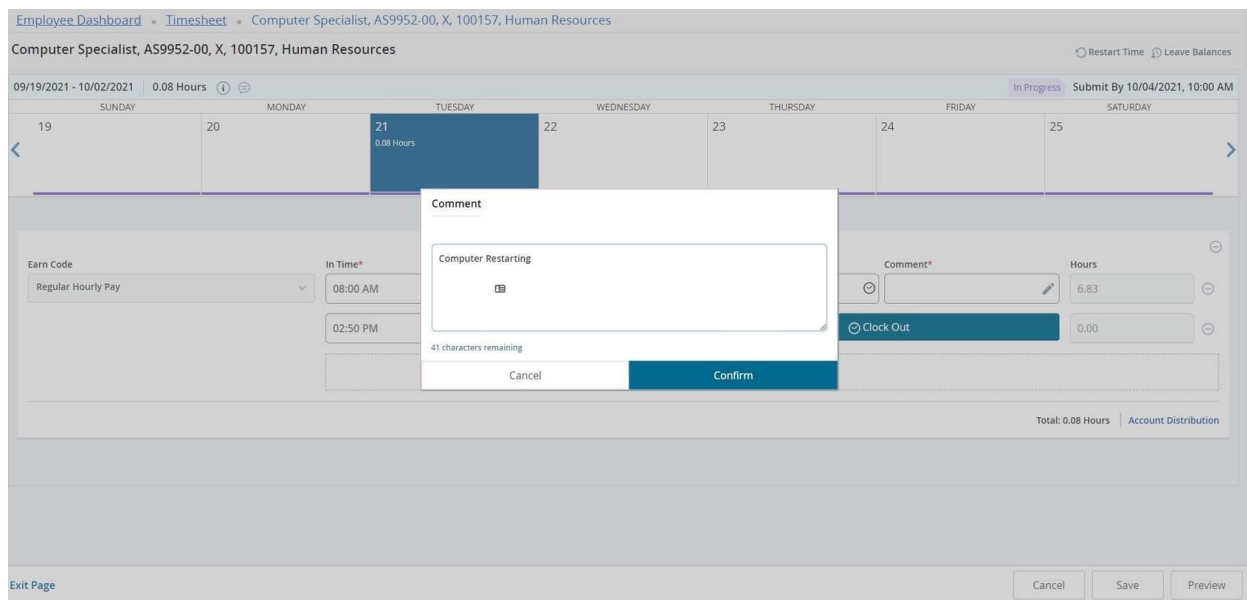 Employee Dashboard • Timesheet • Computer Specialist, AS9952-00, X, 100157, Human Resources
Computer Specialist, AS9952-00, X, 100157, Human Resources
Restart Time Leave Balances
09/19/2021 - 10/02/2021 0.08 Hours In Progress Submit By 10/04/2021, 10:00 AM
SUNDAY MONDAY TUESDAY WEDNESDAY THURSDAY FRIDAY SATURDAY
19 20 21 22 23 24 25
0.08 Hours
Comment
Computer Restarting
Earn Code In Time* Comment* Hours
Regular Hourly Pay 08:00 AM 6.83
02:50 PM Clock Out 0.00
41 characters remaining
Cancel Confirm
Total: 0.08 Hours Account Distribution
Exit Page Cancel Save Preview